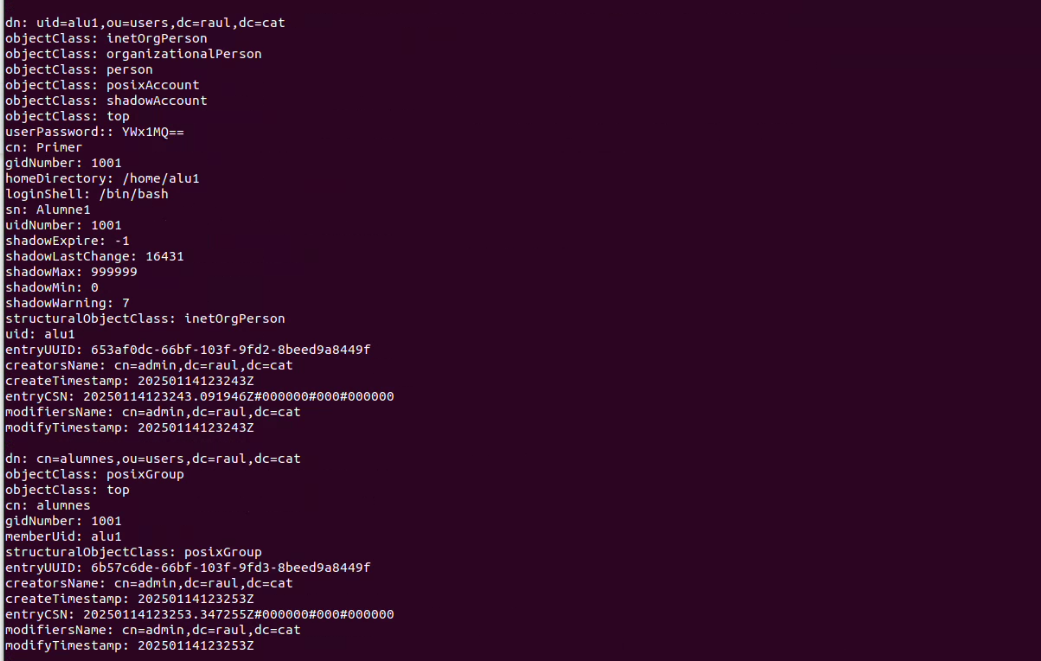 dn: uid=alu1,ou=users,dc=raul,dc=cat
objectClass: inetOrgPerson
objectClass: organizationalPerson
objectClass: person
objectClass: posixAccount
objectClass: shadowAccount
objectClass: top
userPassword:: YWx1MQ==
cn: Primer
gidNumber: 1001
homeDirectory: /home/alu1
loginShell: /bin/bash
sn: Alumne1
uidNumber: 1001
shadowExpire: -1
shadowLastChange: 16431
shadowMax: 999999
shadowMin: 0
shadowWarning: 7
structuralObjectClass: inetOrgPerson
uid: alu1
entryUUID: 653af0dc-66bf-103f-9fd2-8beed9a8449f
creatorsName: cn=admin,dc=raul,dc=cat
createTimestamp: 20250114123243Z
entryCSN: 20250114123243.091946Z#000000#000#000000
modifiersName: cn=admin,dc=raul,dc=cat
modifyTimestamp: 20250114123243Z

dn: cn=alumnes,ou=users,dc=raul,dc=cat
objectClass: posixGroup
objectClass: top
cn: alumnes
gidNumber: 1001
memberUid: alu1
structuralObjectClass: posixGroup
entryUUID: 6b57c6de-66bf-103f-9fd3-8beed9a8449f
creatorsName: cn=admin,dc=raul,dc=cat
createTimestamp: 20250114123253Z
entryCSN: 20250114123253.347255Z#000000#000#000000
modifiersName: cn=admin,dc=raul,dc=cat
modifyTimestamp: 20250114123253Z